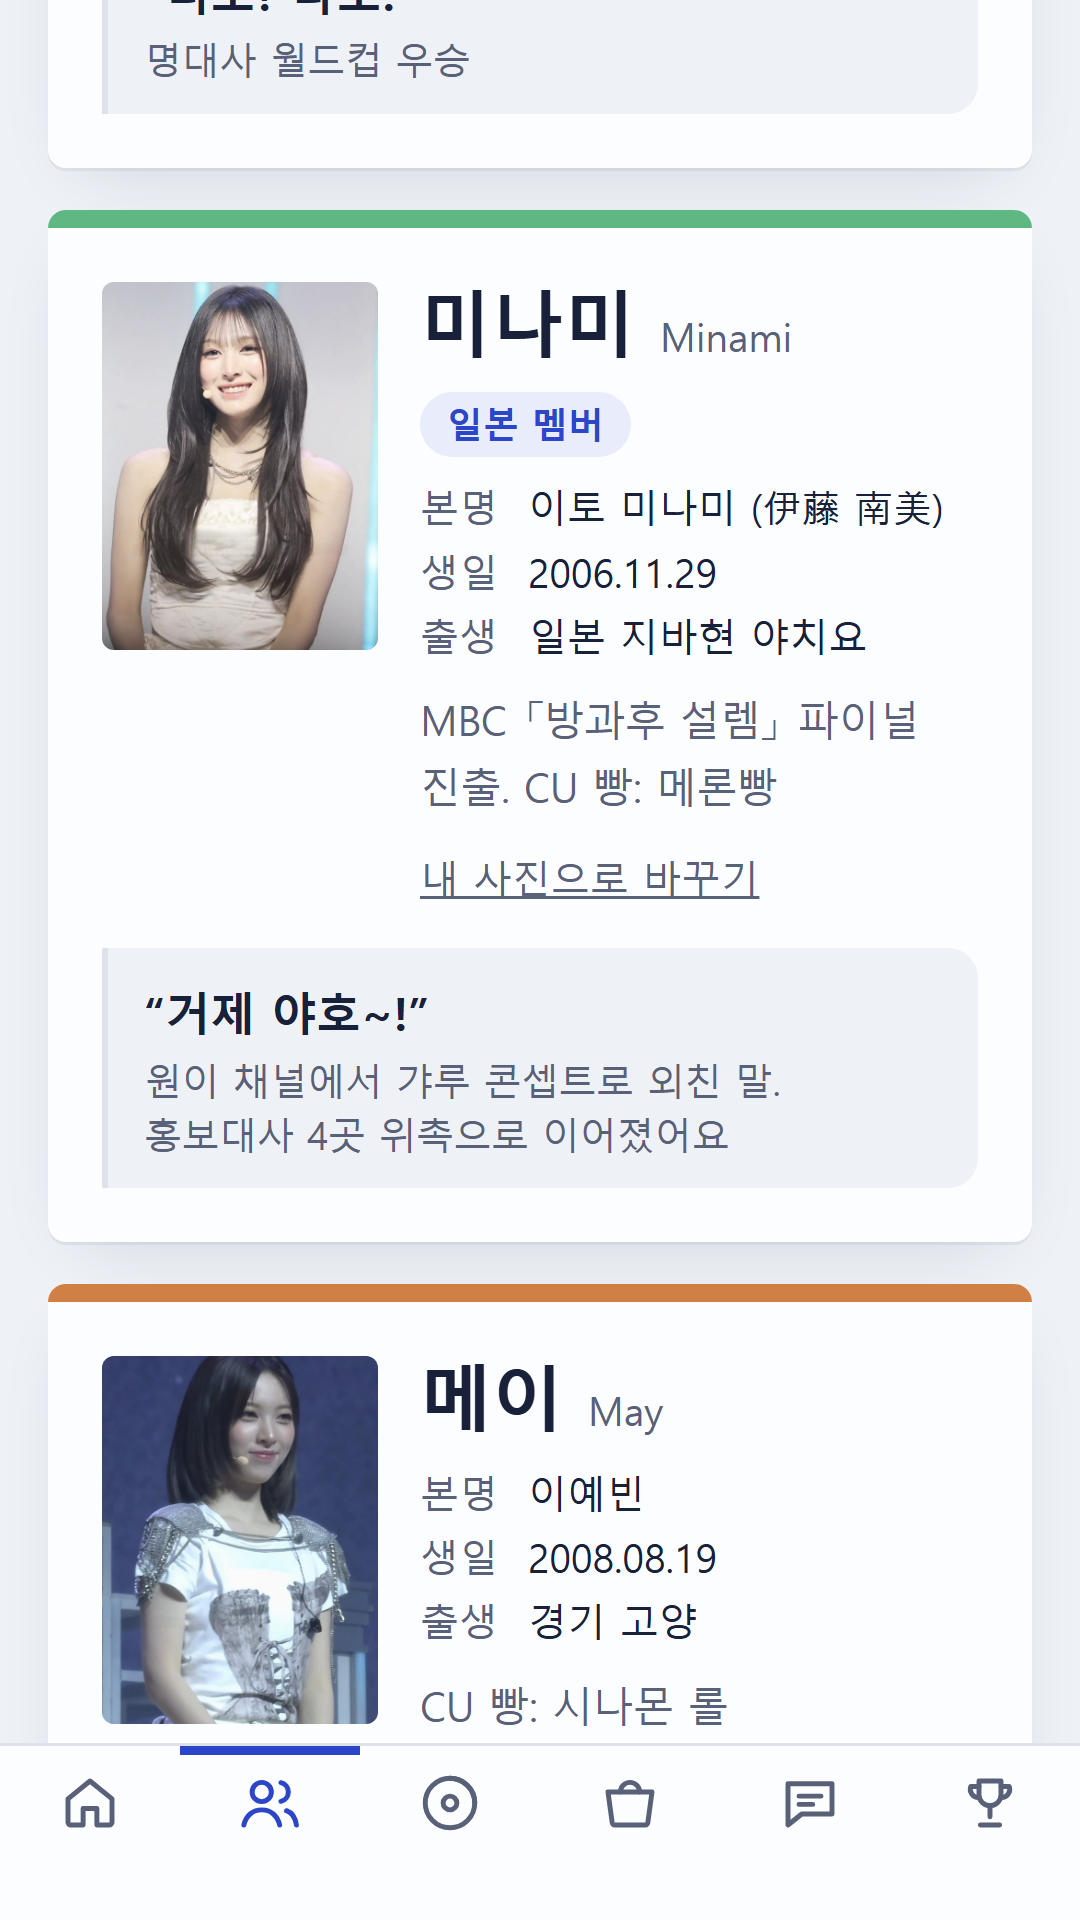 명대사 월드컵 우승
미나미 Minami
일본 멤버
본명 이토 미나미 (伊藤 南美)
생일 2006.11.29
출생 일본 지바현 야치요
MBC「방과후 설렘」파이널
진출. CU 빵: 메론빵
내 사진으로 바꾸기
“거제 야호~!”
원이 채널에서 갸루 콘셉트로 외친 말.
홍보대사 4곳 위촉으로 이어졌어요
메이 May
본명 이예빈
생일 2008.08.19
출생 경기 고양
CU 빵: 시나몬 롤